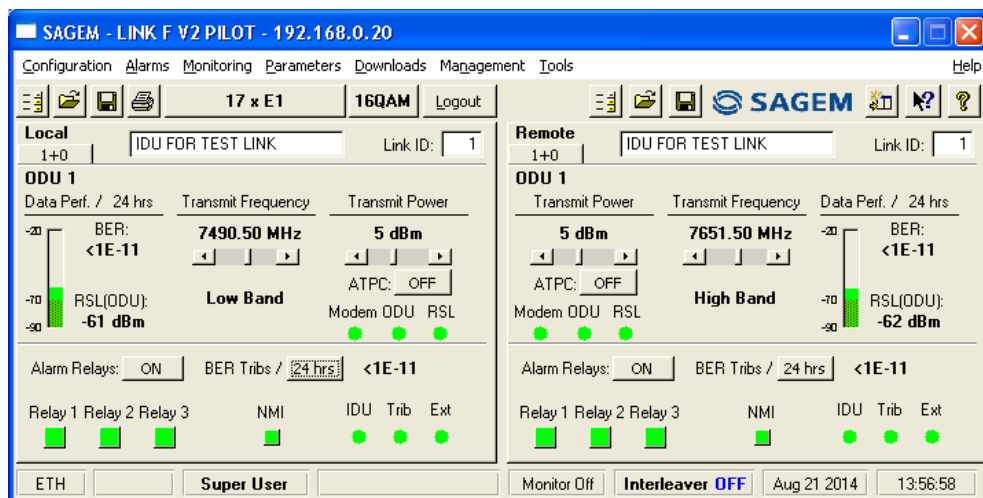 SAGEM - LINK F V2 PILOT - 192.168.0.20
Configuration Alarms Monitoring Parameters Downloads Management Tools Help
17 x E1 16QAM Logout SAGEM
Local
1+0 IDU FOR TEST LINK Link ID: 1
ODU 1
Data Perf. / 24 hrs Transmit Frequency Transmit Power
-20 BER: 7490.50 MHz 5 dBm
<1E-11
ATPC: OFF
-70 RSL(ODU): Low Band
-90 -61 dBm Modem ODU RSL
Alarm Relays: ON BER Tribs / 24 hrs <1E-11
Relay 1 Relay 2 Relay 3 NMI IDU Trib Ext
Remote
1+0 IDU FOR TEST LINK Link ID: 1
ODU 1
Transmit Power Transmit Frequency Data Perf. / 24 hrs
5 dBm 7651.50 MHz -20 BER:
<1E-11
ATPC: OFF
High Band -70 RSL(ODU):
Modem ODU RSL -90 -62 dBm
Alarm Relays: ON BER Tribs / 24 hrs <1E-11
Relay 1 Relay 2 Relay 3 NMI IDU Trib Ext
ETH Super User Monitor Off Interleaver OFF Aug 21 2014 13:56:58